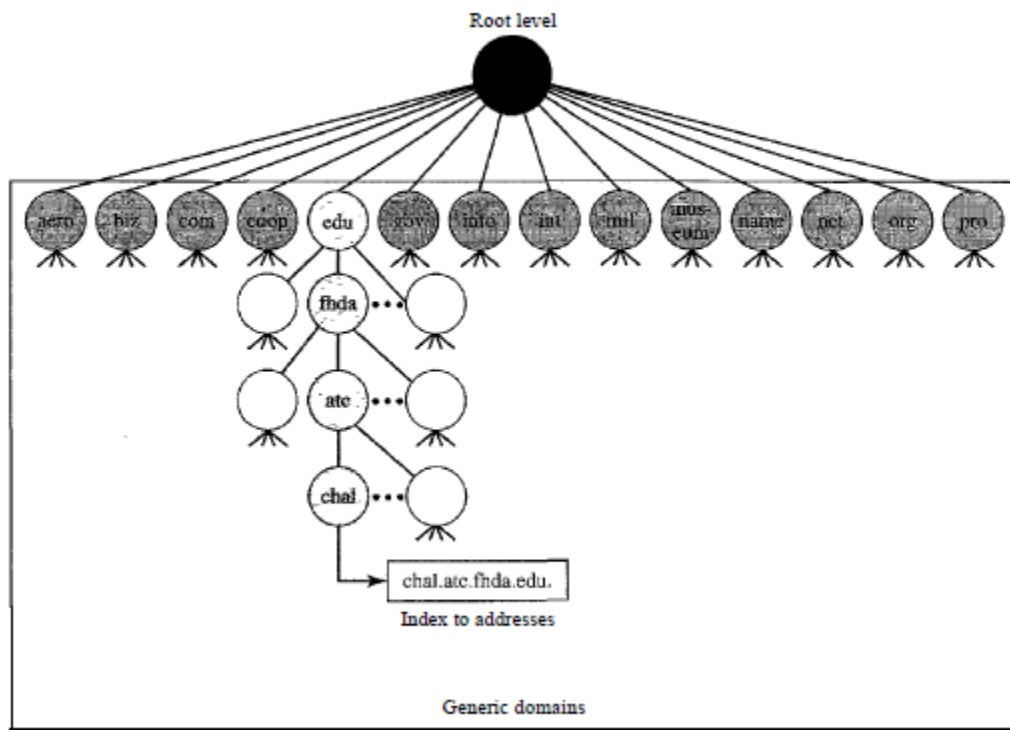 Root level
aero biz com coop edu gov info int mil mus-
eum name net org pro
fhda
atc
chal
chal.atc.fhda.edu.
Index to addresses
Generic domains